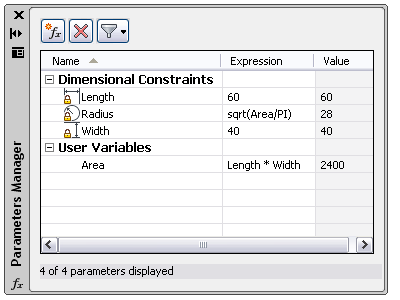 fx
Name Expression Value
Dimensional Constraints
Length 60 60
Radius sqrt(Area/PI) 28
Width 40 40
User Variables
Area Length * Width 2400
4 of 4 parameters displayed
Parameters Manager
fx